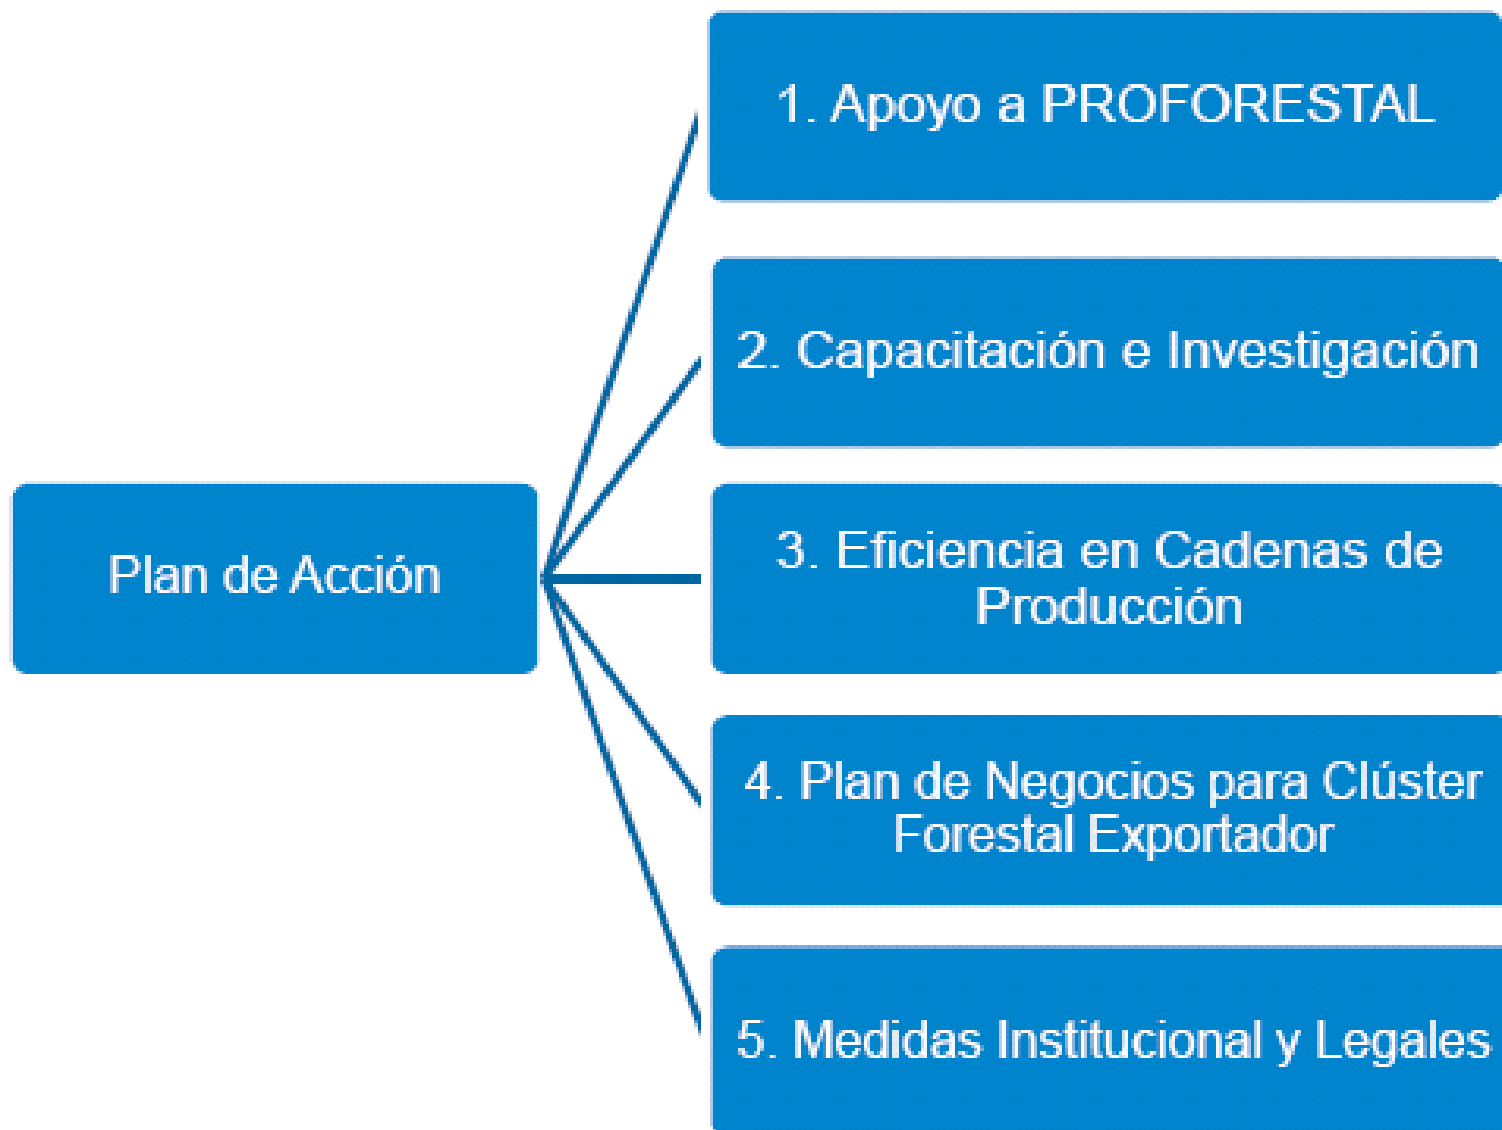 1. Apoyo a PROFORESTAL
2. Capacitación e Investigación
Plan de Acción
3. Eficiencia en Cadenas de
Producción
4. Plan de Negocios para Clúster
Forestal Exportador
5. Medidas Institucional y Legales